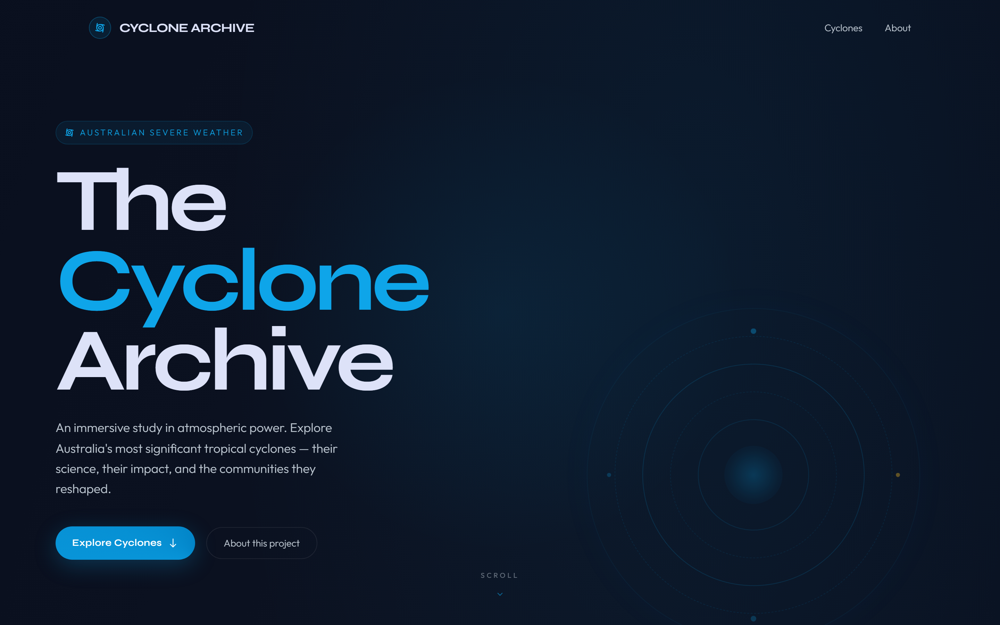 CYCLONE ARCHIVE
Cyclones
About
AUSTRALIAN SEVERE WEATHER
The
Cyclone
Archive
An immersive study in atmospheric power. Explore
Australia's most significant tropical cyclones — their
science, their impact, and the communities they
reshaped.
Explore Cyclones ↓
About this project
SCROLL